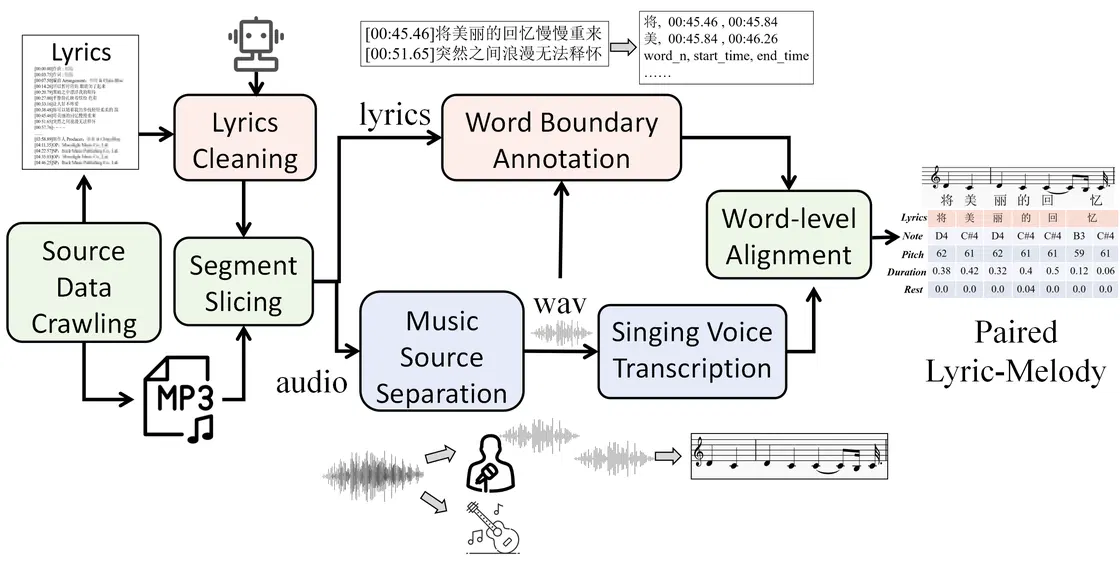 Lyrics
[00:45.46]将美丽的回忆慢慢重来
[00:51.65]突然之间浪漫无法释怀
将, 00:45.46 , 00:45.84
美, 00:45.84 , 00:46.26
word_n, start_time, end_time
……
Lyrics
Cleaning
lyrics
Word Boundary
Annotation
Source
Data
Crawling
Segment
Slicing
Word-level
Alignment
MP3
audio
Music
Source
Separation
wav
Singing Voice
Transcription
将 美 丽 的 回 忆
Lyrics 将 美 丽 的 回 忆
Note D4 C#4 D4 C#4 C#4 B3 C#4
Pitch 62 61 62 61 61 59 61
Duration 0.38 0.42 0.32 0.4 0.5 0.12 0.06
Rest 0.0 0.0 0.0 0.04 0.0 0.0 0.0
Paired
Lyric-Melody